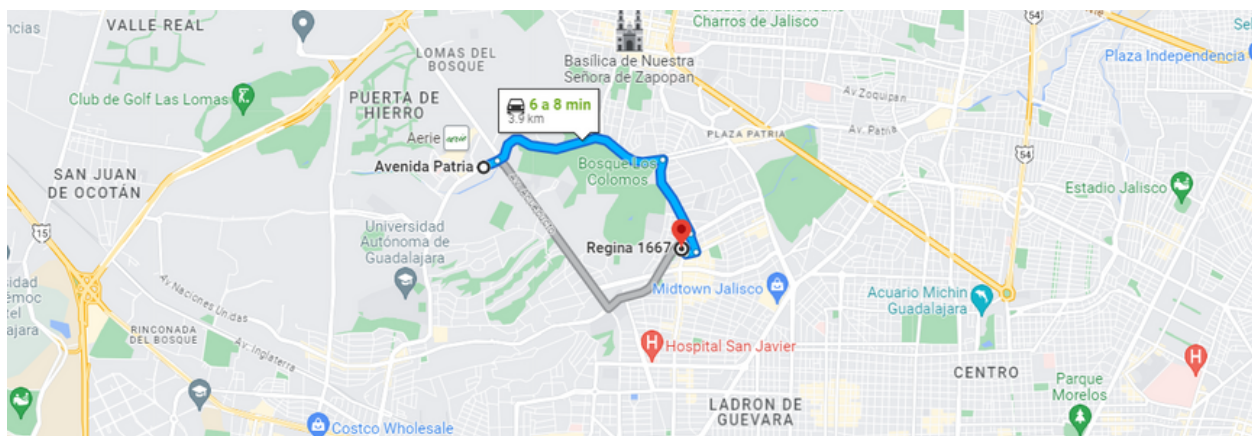 VALLE REAL
Charros de Jalisco
54
LOMAS DEL
BOSQUE
Basílica de Nuestra
Señora de Zapopan
Plaza Independencia
Club de Golf Las Lomas
PUERTA DE
HIERRO
6 a 8 min
3.9 km
Av Zoquipan
Aerie
aerie
PLAZA PATRIA
Av. Patria
Avenida Patria
Bosque Los
Colomos
54
SAN JUAN
DE OCOTÁN
Estadio Jalisco
15
Universidad
Autónoma de
Guadalajara
Regina 1667
Av Naciones Unidas
Midtown Jalisco
Acuario Michin
Guadalajara
RINCONADA
DEL BOSQUE
Av. Inglaterra
Hospital San Javier
H
H
CENTRO
Parque
Morelos
LADRON DE
GUEVARA
Costco Wholesale